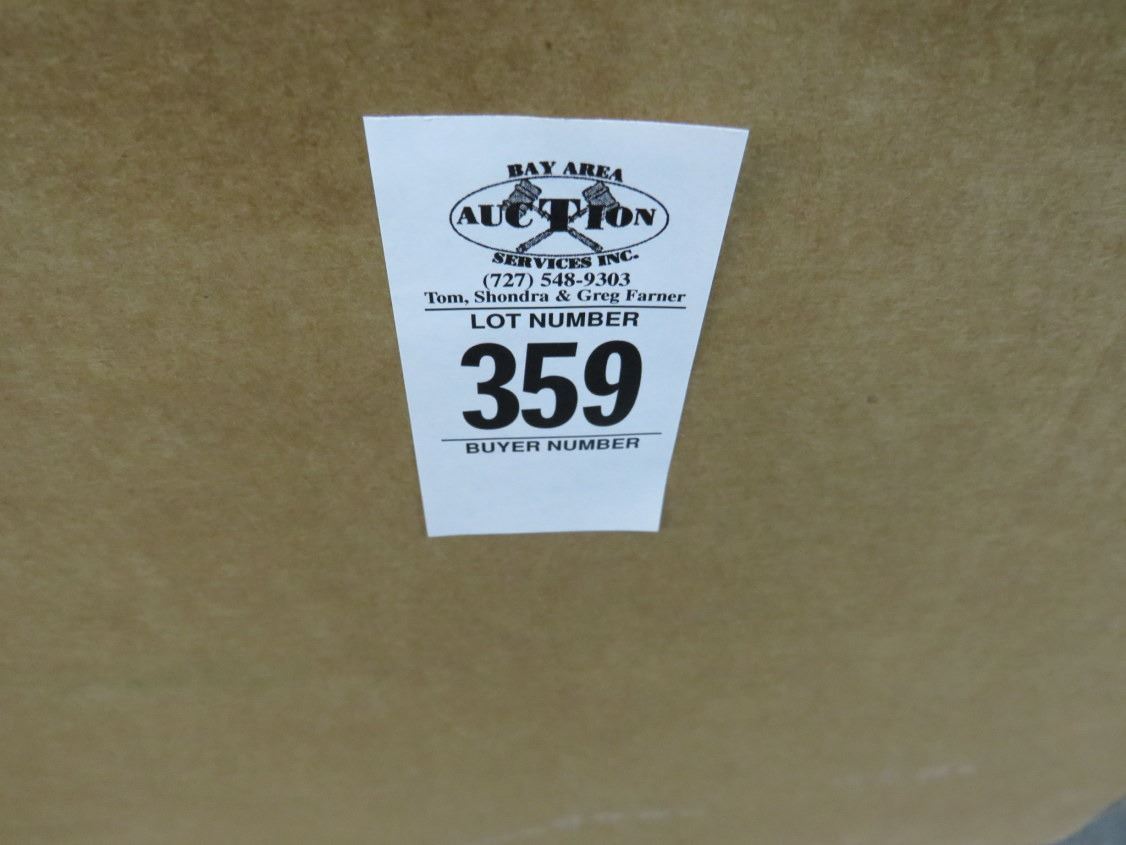 BAY AREA
AUCTION
SERVICES INC.
(727) 548-9303
Tom, Shondra & Greg Farner
LOT NUMBER
359
BUYER NUMBER